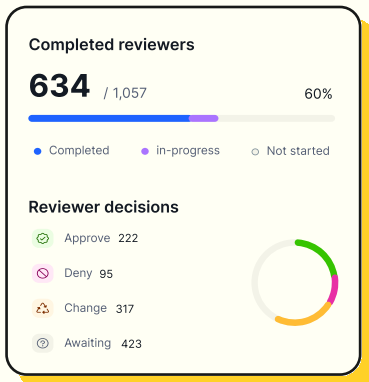 Completed reviewers
634 / 1,057 60%
Completed in-progress Not started
Reviewer decisions
Approve 222
Deny 95
Change 317
Awaiting 423